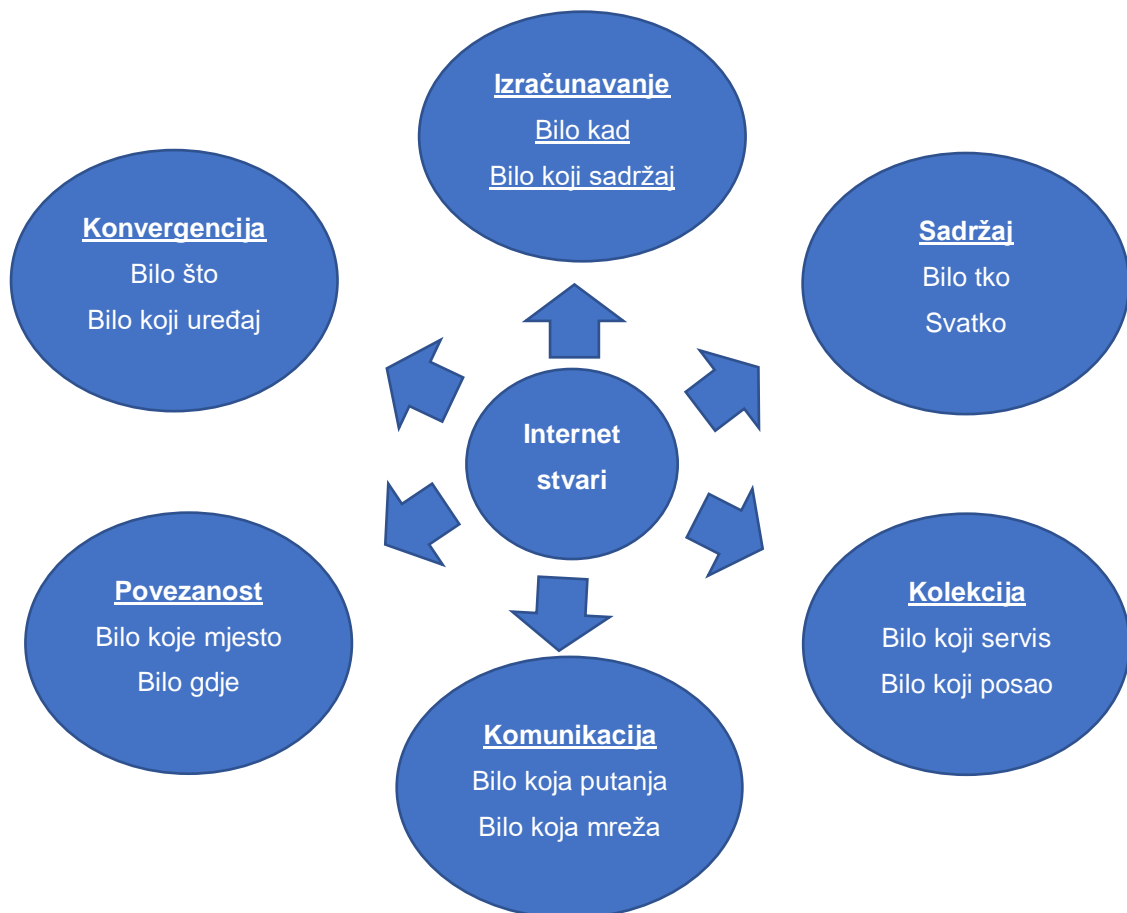 Izračunavanje
Bilo kad
Bilo koji sadržaj
Konvergencija
Bilo što
Bilo koji uređaj
Sadržaj
Bilo tko
Svatko
Internet
stvari
Povezanost
Bilo koje mjesto
Bilo gdje
Kolekcija
Bilo koji servis
Bilo koji posao
Komunikacija
Bilo koja putanja
Bilo koja mreža